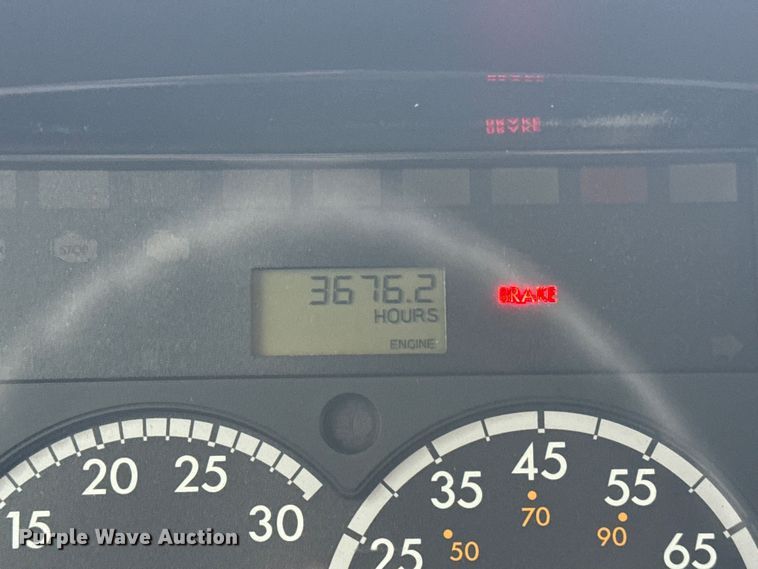 BRAKE
STOP
3676.2
HOURS
BRAKE
ENGINE
15 20 25 30
25 35 45 55 65
50 70 90
Purple Wave Auction